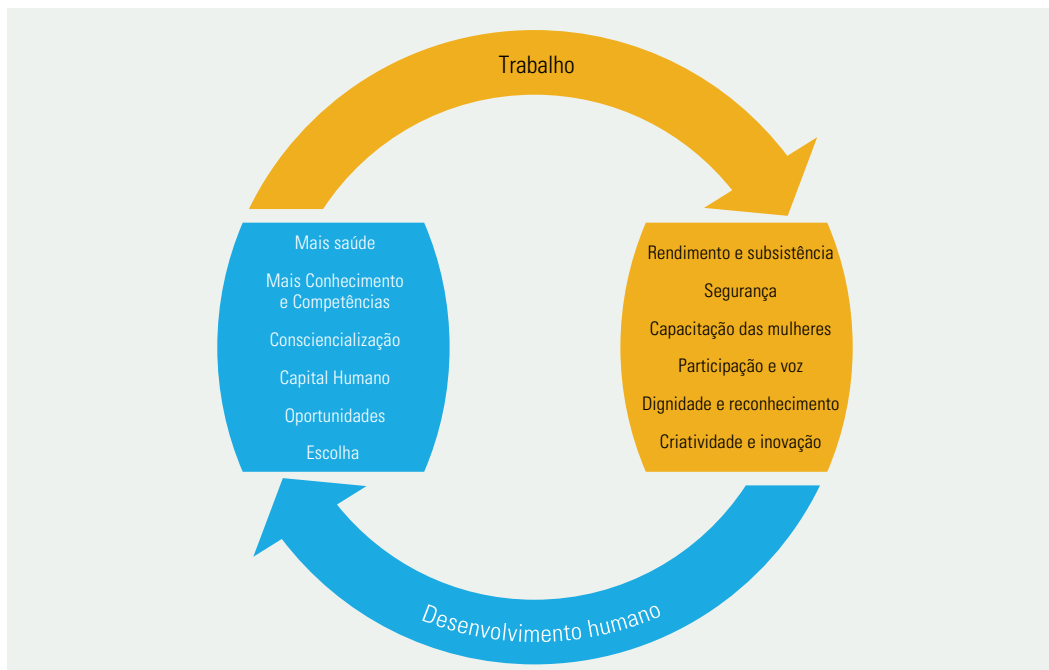 Trabalho
Mais saúde
Mais Conhecimento
e Competências
Consciencialização
Capital Humano
Oportunidades
Escolha
Rendimento e subsistência
Segurança
Capacitação das mulheres
Participação e voz
Dignidade e reconhecimento
Criatividade e inovação
Desenvolvimento humano